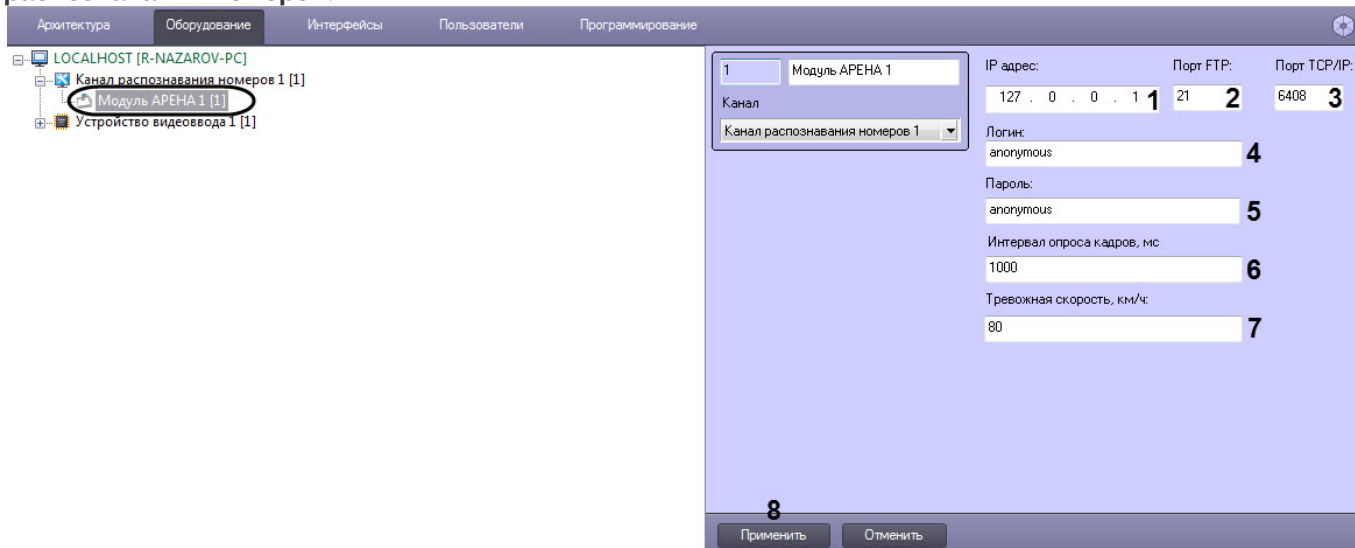 Архитектура Оборудование Интерфейсы Пользователи Программирование
LOCALHOST [R-NAZAROV-PC]
Канал распознавания номеров 1 [1]
Модуль АРЕНА 1 [1]
Устройство видеоввода 1 [1]
1 Модуль АРЕНА 1
Канал
Канал распознавания номеров 1
IP адрес: Порт FTP: Порт TCP/IP:
127 . 0 . 0 . 1 1 21 2 6408 3
Логин:
anonymous 4
Пароль:
anonymous 5
Интервал опроса кадров, мс
1000 6
Тревожная скорость, км/ч:
80 7
8
Применить Отменить